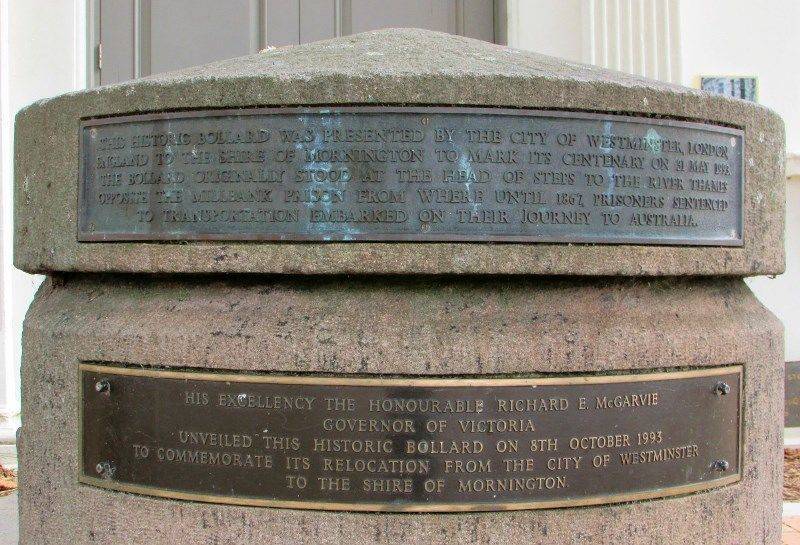 THIS HISTORIC BOLLARD WAS PRESENTED BY THE CITY OF WESTMINSTER, LONDON,
ENGLAND TO THE SHIRE OF MORNINGTON TO MARK ITS CENTENARY ON 31 MAY 1993.
THE BOLLARD ORIGINALLY STOOD AT THE HEAD OF STEPS TO THE RIVER THAMES
OPPOSITE THE MILLBANK PRISON FROM WHERE UNTIL 1867, PRISONERS SENTENCED
TO TRANSPORTATION EMBARKED ON THEIR JOURNEY TO AUSTRALIA.
HIS EXCELLENCY THE HONOURABLE RICHARD E. McGARVIE
GOVERNOR OF VICTORIA
UNVEILED THIS HISTORIC BOLLARD ON 8TH OCTOBER 1993
TO COMMEMORATE ITS RELOCATION FROM THE CITY OF WESTMINSTER
TO THE SHIRE OF MORNINGTON.